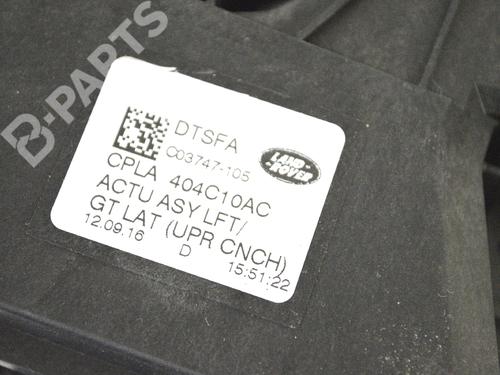 B-PARTS
DTSFA
C03747-105
LAND
ROVER
CPLA 404C10AC
ACTU ASY LFT/
GT LAT (UPR CNCH)
12.09.16 D 15:51:22